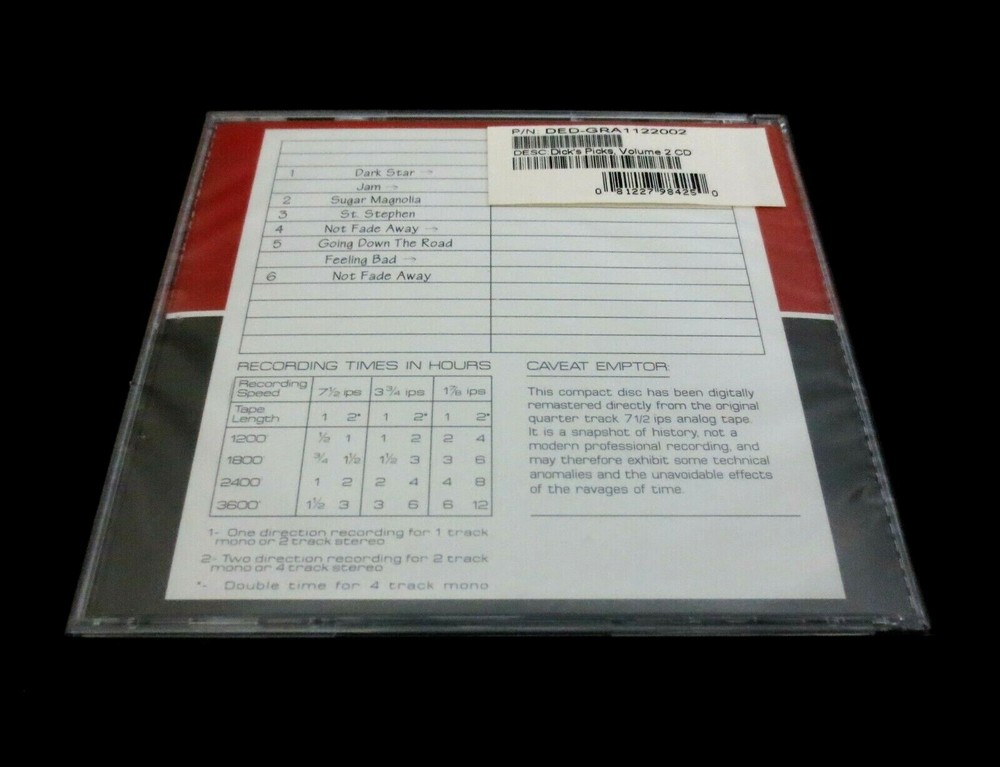 P/N: DED-GRA1122002
DESC: Dick's Picks, Volume 2 CD
0 81227 98425 0
1 Dark Star →
Jam →
2 Sugar Magnolia
3 St. Stephen
4 Not Fade Away →
5 Going Down The Road
Feeling Bad →
6 Not Fade Away
RECORDING TIMES IN HOURS
Recording Speed 7½ ips 3¾ ips 1⅞ ips
Tape Length 1 2* 1 2* 1 2*
1200' ½ 1 1 2 2 4
1800' ¾ 1½ 1½ 3 3 6
2400' 1 2 2 4 4 8
3600' 1½ 3 3 6 6 12
1- One direction recording for 1 track
mono or 2 track stereo
2- Two direction recording for 2 track
mono or 4 track stereo
*- Double time for 4 track mono
CAVEAT EMPTOR:
This compact disc has been digitally
remastered directly from the original
quarter track 7 1/2 ips analog tape.
It is a snapshot of history, not a
modern professional recording, and
may therefore exhibit some technical
anomalies and the unavoidable effects
of the ravages of time.